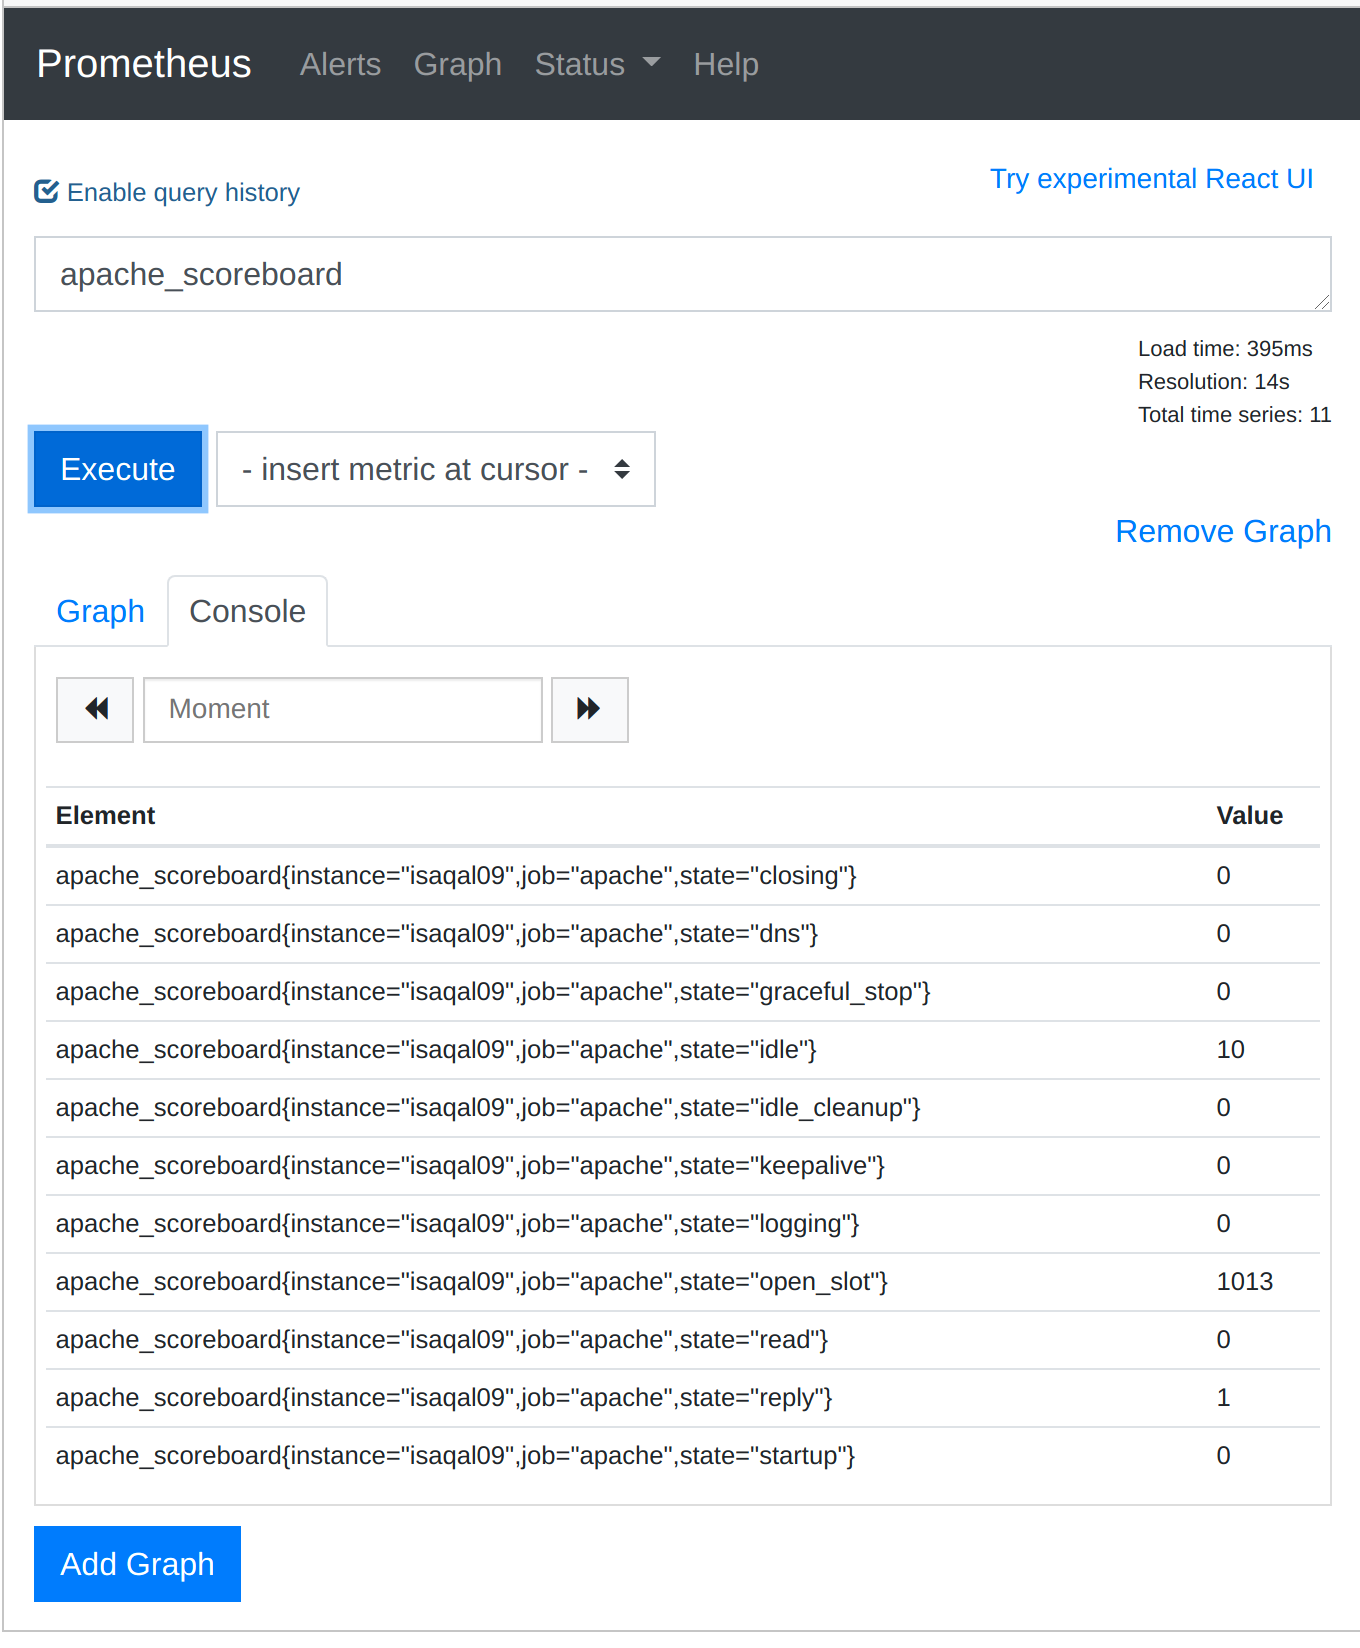 Prometheus Alerts Graph Status Help
Enable query history
Try experimental React UI
apache_scoreboard
Load time: 395ms
Resolution: 14s
Total time series: 11
Execute
- insert metric at cursor -
Remove Graph
Graph Console
Moment
Element Value
apache_scoreboard{instance="isaqal09",job="apache",state="closing"} 0
apache_scoreboard{instance="isaqal09",job="apache",state="dns"} 0
apache_scoreboard{instance="isaqal09",job="apache",state="graceful_stop"} 0
apache_scoreboard{instance="isaqal09",job="apache",state="idle"} 10
apache_scoreboard{instance="isaqal09",job="apache",state="idle_cleanup"} 0
apache_scoreboard{instance="isaqal09",job="apache",state="keepalive"} 0
apache_scoreboard{instance="isaqal09",job="apache",state="logging"} 0
apache_scoreboard{instance="isaqal09",job="apache",state="open_slot"} 1013
apache_scoreboard{instance="isaqal09",job="apache",state="read"} 0
apache_scoreboard{instance="isaqal09",job="apache",state="reply"} 1
apache_scoreboard{instance="isaqal09",job="apache",state="startup"} 0
Add Graph